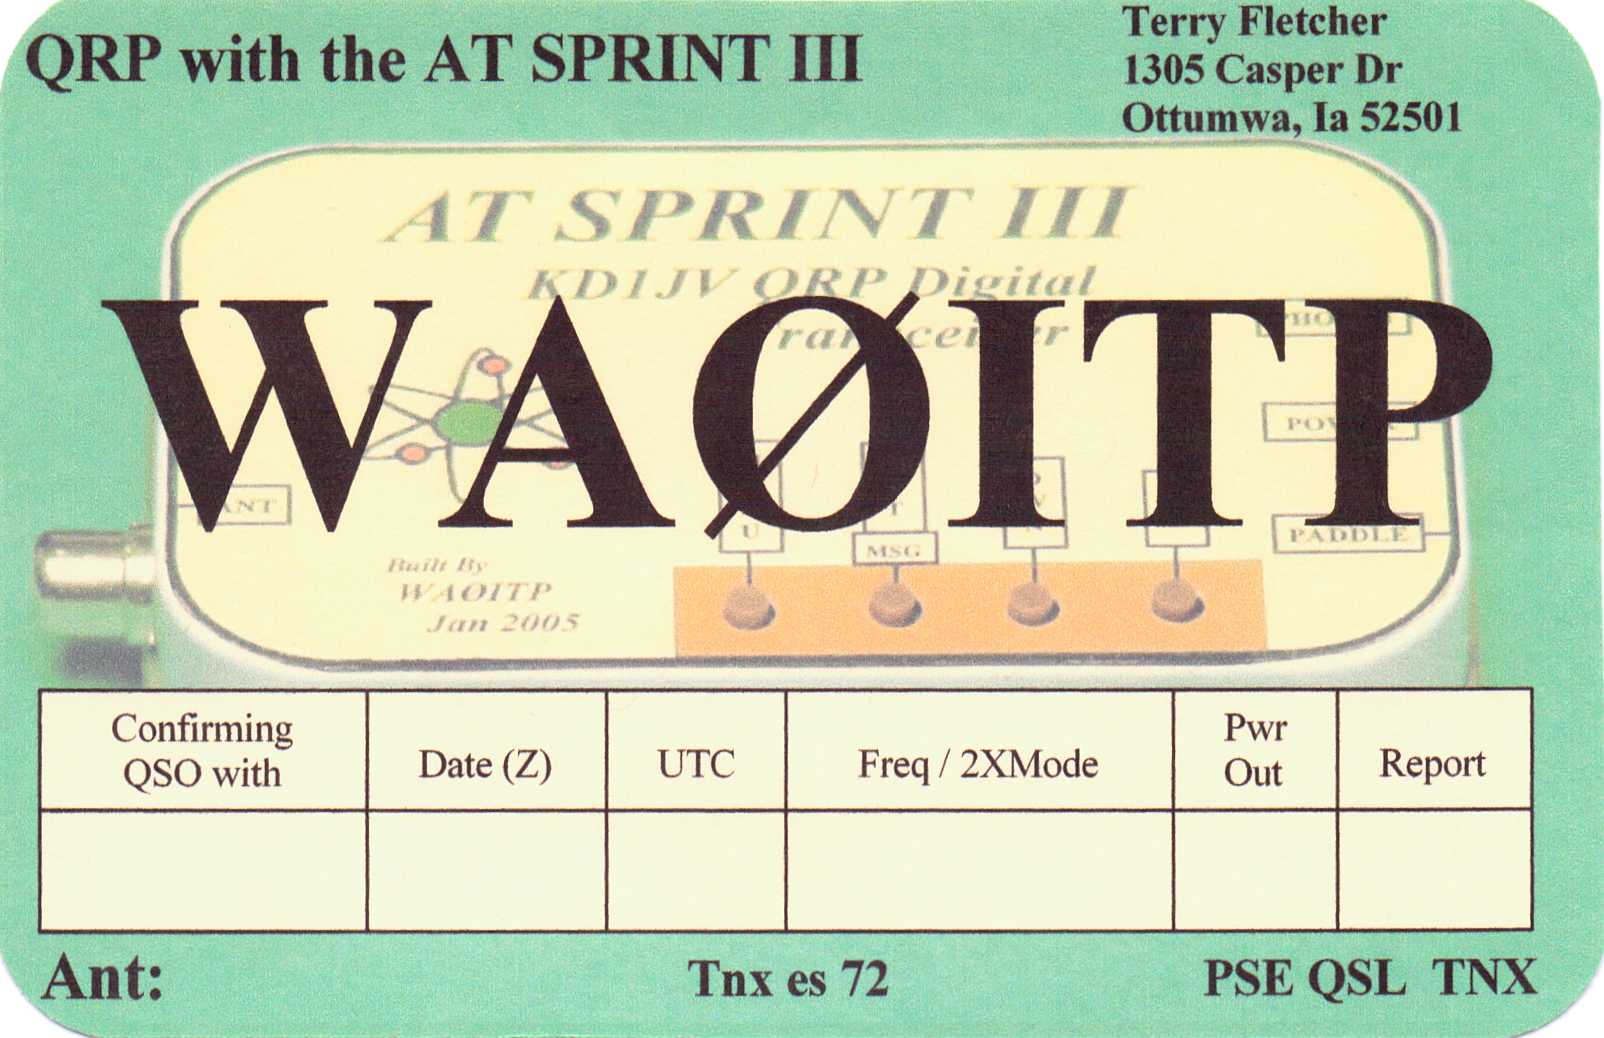 QRP with the AT SPRINT III
Terry Fletcher
1305 Casper Dr
Ottumwa, Ia 52501
AT SPRINT III
KD1JV QRP Digital
WAØITP
POWER
ANT
PADDLE
MSG
Built By
WAØITP
Jan 2005
Confirming
QSO with
Date (Z)
UTC
Freq / 2XMode
Pwr
Out
Report
Ant:
Tnx es 72
PSE QSL TNX